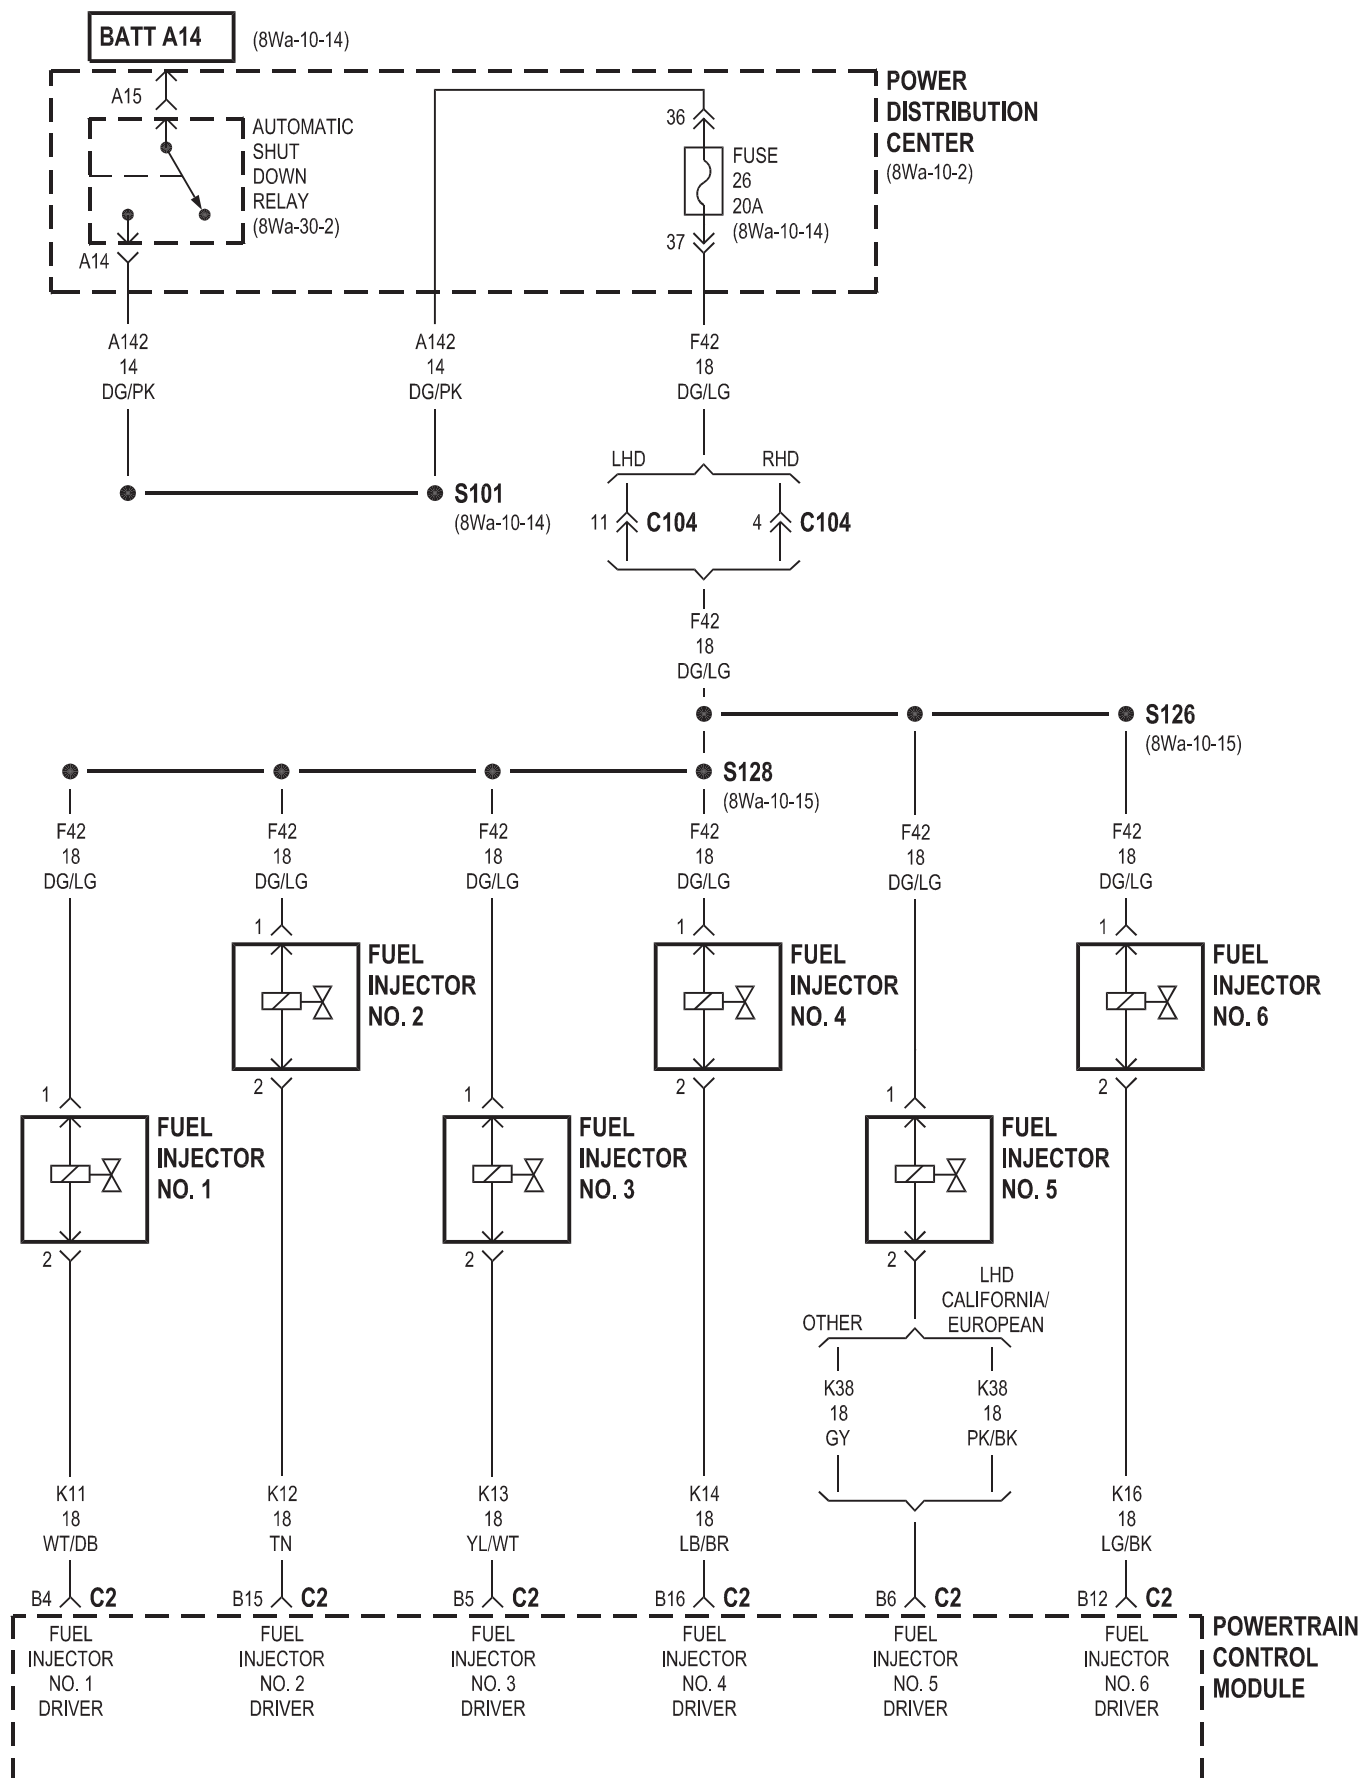 BATT A14
(8Wa-10-14)
POWER
DISTRIBUTION
CENTER
(8Wa-10-2)
A15
AUTOMATIC
SHUT
DOWN
RELAY
(8Wa-30-2)
A14
36
FUSE
26
20A
(8Wa-10-14)
37
A142
14
DG/PK
A142
14
DG/PK
F42
18
DG/LG
LHD
RHD
S101
(8Wa-10-14)
11
C104
4
C104
F42
18
DG/LG
S126
(8Wa-10-15)
S128
(8Wa-10-15)
F42
18
DG/LG
F42
18
DG/LG
F42
18
DG/LG
F42
18
DG/LG
F42
18
DG/LG
F42
18
DG/LG
1
FUEL
INJECTOR
NO. 2
2
1
FUEL
INJECTOR
NO. 4
2
1
FUEL
INJECTOR
NO. 6
2
1
FUEL
INJECTOR
NO. 1
2
1
FUEL
INJECTOR
NO. 3
2
1
FUEL
INJECTOR
NO. 5
2
OTHER
LHD
CALIFORNIA/
EUROPEAN
K38
18
GY
K38
18
PK/BK
K11
18
WT/DB
K12
18
TN
K13
18
YL/WT
K14
18
LB/BR
K16
18
LG/BK
B4
C2
B15
C2
B5
C2
B16
C2
B6
C2
B12
C2
FUEL
INJECTOR
NO. 1
DRIVER
FUEL
INJECTOR
NO. 2
DRIVER
FUEL
INJECTOR
NO. 3
DRIVER
FUEL
INJECTOR
NO. 4
DRIVER
FUEL
INJECTOR
NO. 5
DRIVER
FUEL
INJECTOR
NO. 6
DRIVER
POWERTRAIN
CONTROL
MODULE